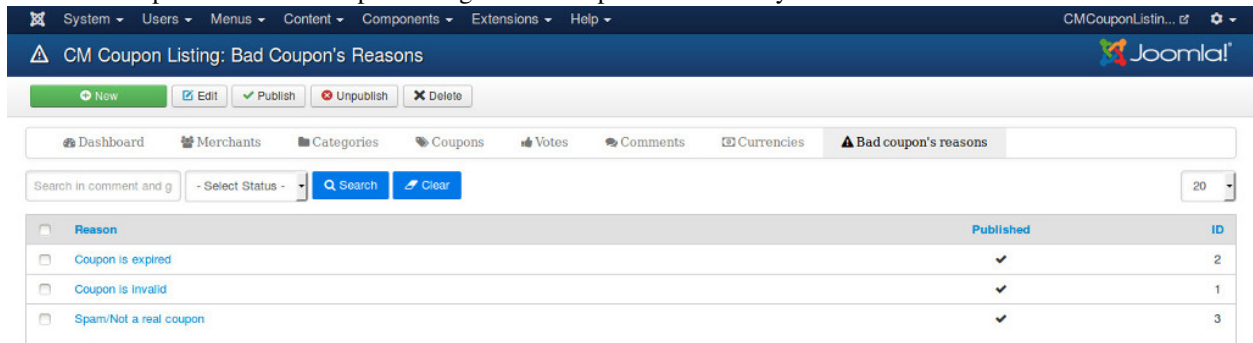 System Users Menus Content Components Extensions Help CMCouponListin...
CM Coupon Listing: Bad Coupon's Reasons Joomla!
New Edit Publish Unpublish Delete
Dashboard Merchants Categories Coupons Votes Comments Currencies Bad coupon's reasons
Search in comment and g - Select Status - Search Clear 20
Reason Published ID
Coupon is expired 2
Coupon is invalid 1
Spam/Not a real coupon 3